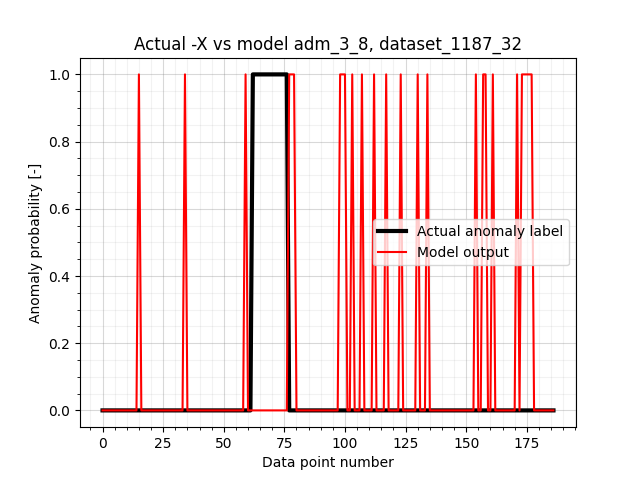 Actual -X vs model adm_3_8, dataset_1187_32
1.0
0.8
0.6
0.4
0.2
0.0
Anomaly probability [-]
Actual anomaly label
Model output
0 25 50 75 100 125 150 175
Data point number